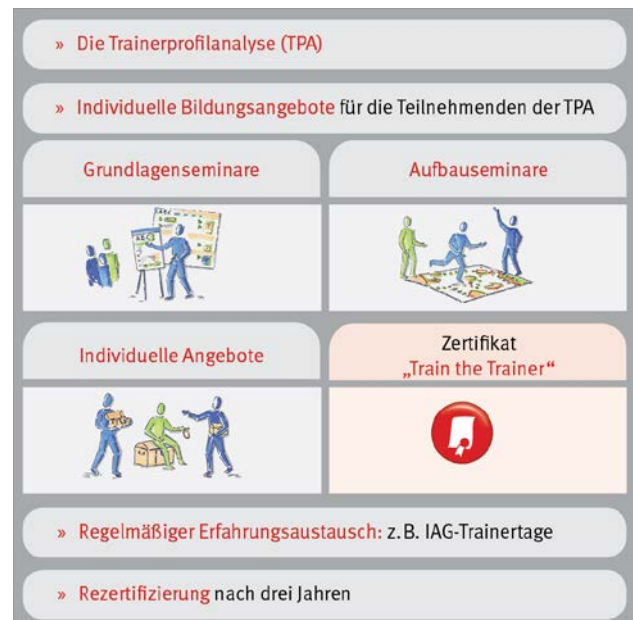 » Die Trainerprofilanalyse (TPA)
» Individuelle Bildungsangebote für die Teilnehmenden der TPA
Grundlagenseminare
Aufbauseminare
Individuelle Angebote
Zertifikat
„Train the Trainer“
» Regelmäßiger Erfahrungsaustausch: z. B. IAG-Trainertage
» Rezertifizierung nach drei Jahren